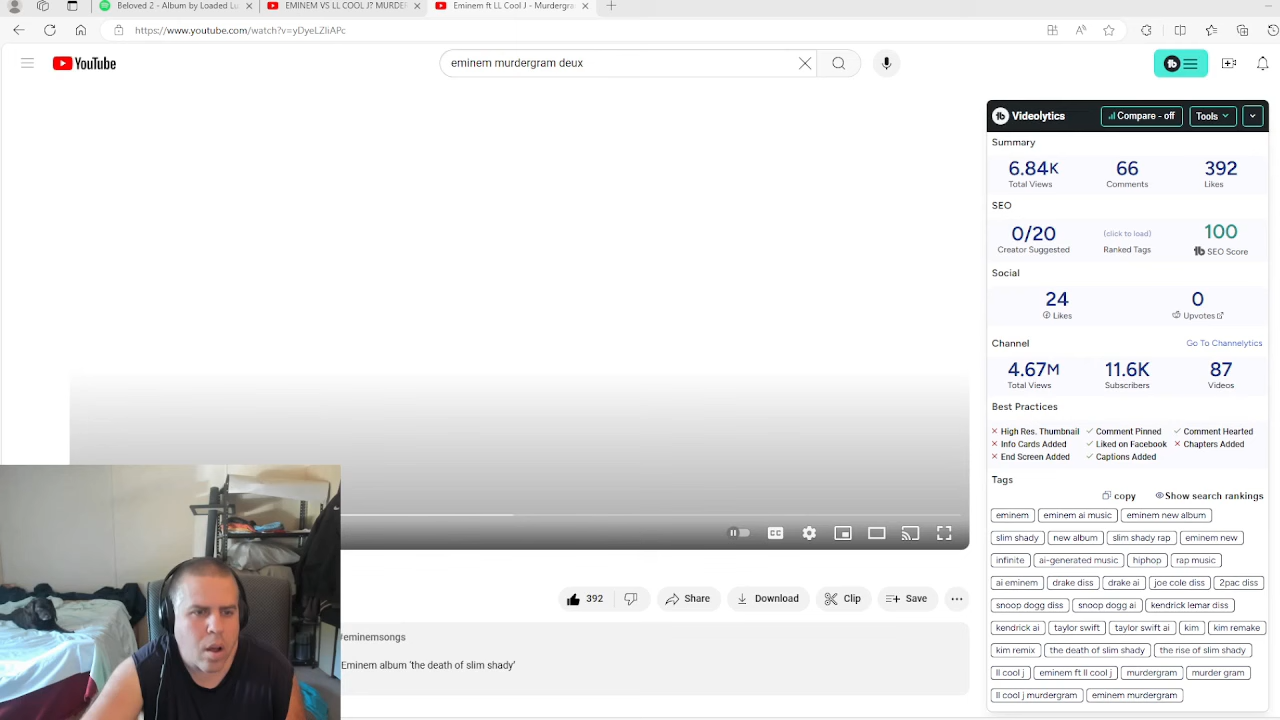 Beloved 2 - Album by Loaded Lu
EMINEM VS LL COOL J? MURDER
Eminem ft LL Cool J - Murdergra
https://www.youtube.com/watch?v=yDyeLZliAPc
YouTube
eminem murdergram deux
Videolytics
Compare - off
Tools
Summary
6.84K
66
392
Total Views
Comments
Likes
SEO
0/20
(click to load)
100
Creator Suggested
Ranked Tags
tb SEO Score
Social
24
0
Likes
Upvotes
Channel
Go To Channelytics
4.67M
11.6K
87
Total Views
Subscribers
Videos
Best Practices
High Res. Thumbnail
Comment Pinned
Comment Hearted
Info Cards Added
Liked on Facebook
Chapters Added
End Screen Added
Captions Added
Tags
copy
Show search rankings
eminem
eminem ai music
eminem new album
slim shady
new album
slim shady rap
eminem new
infinite
ai-generated music
hiphop
rap music
ai eminem
drake diss
drake ai
joe cole diss
2pac diss
snoop dogg diss
snoop dogg ai
kendrick lemar diss
kendrick ai
taylor swift
taylor swift ai
kim
kim remake
kim remix
the death of slim shady
the rise of slim shady
ll cool j
eminem ft ll cool j
murdergram
murder gram
ll cool j murdergram
eminem murdergram
CC
392
Share
Download
Clip
Save
eminemsongs
Eminem album 'the death of slim shady'